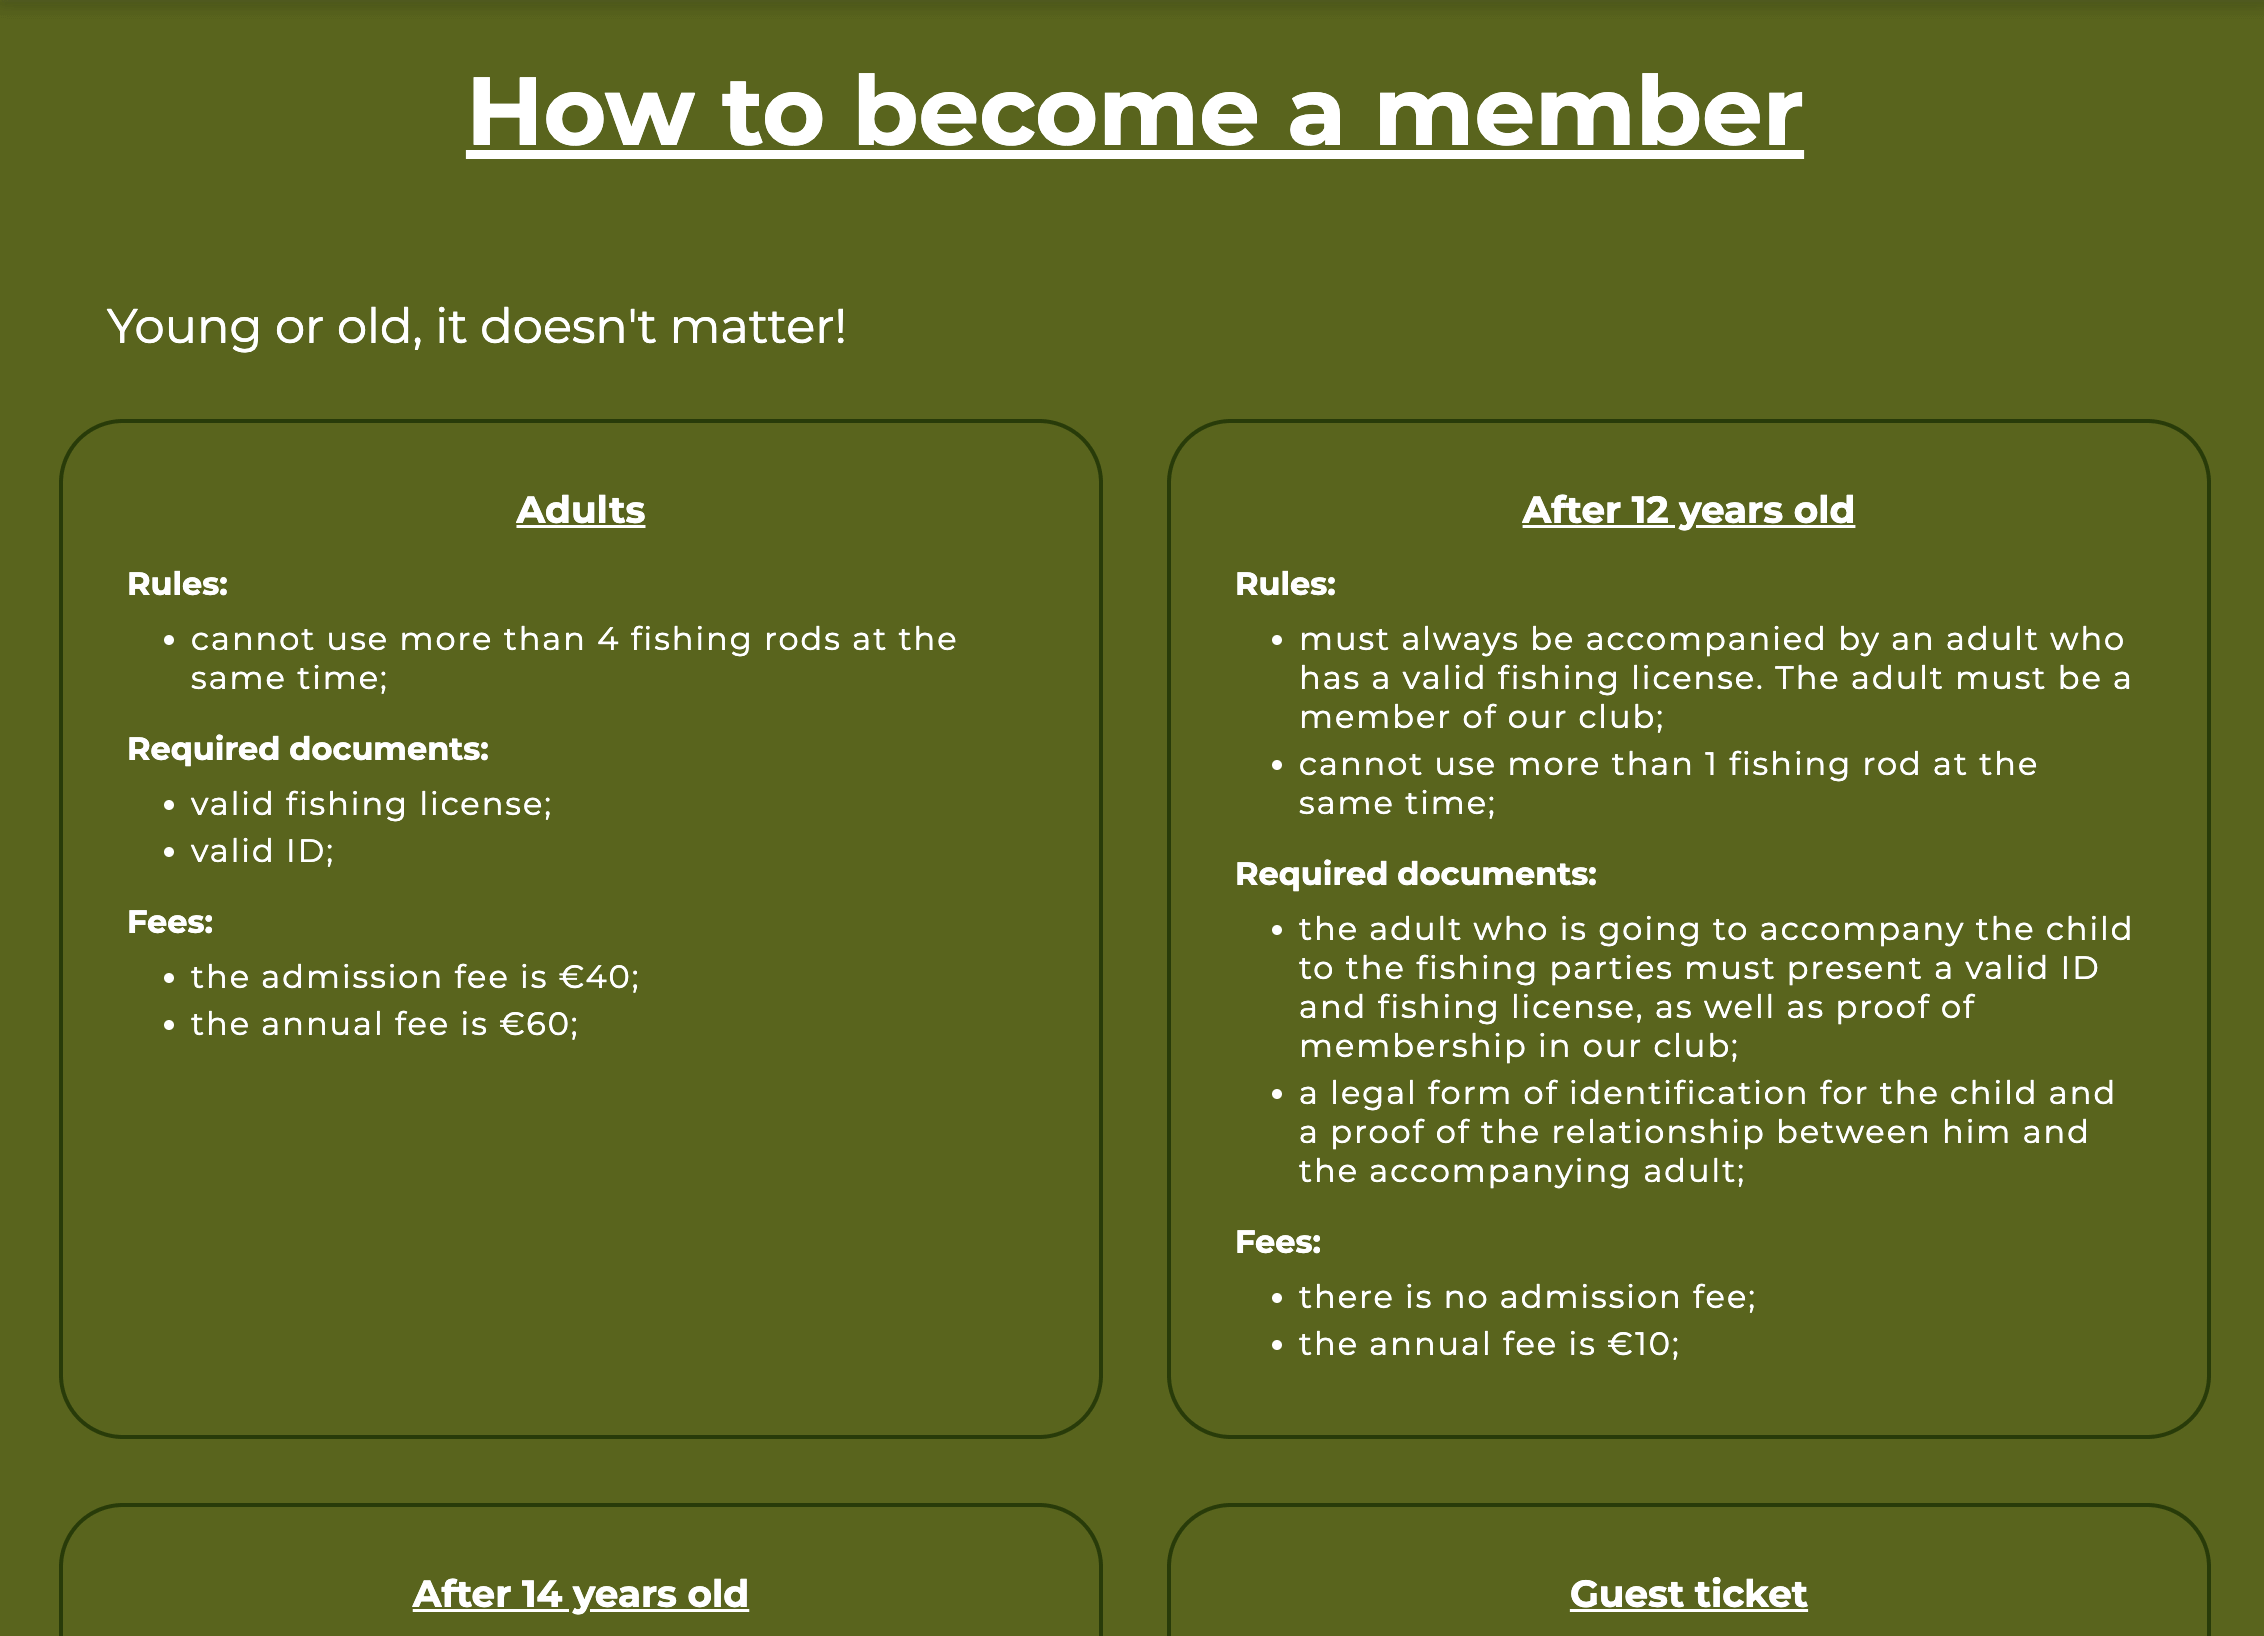 How to become a member
Young or old, it doesn't matter!
Adults
Rules:
• cannot use more than 4 fishing rods at the
same time;
Required documents:
• valid fishing license;
• valid ID;
Fees:
• the admission fee is €40;
• the annual fee is €60;
After 12 years old
Rules:
• must always be accompanied by an adult who
has a valid fishing license. The adult must be a
member of our club;
• cannot use more than 1 fishing rod at the
same time;
Required documents:
• the adult who is going to accompany the child
to the fishing parties must present a valid ID
and fishing license, as well as proof of
membership in our club;
• a legal form of identification for the child and
a proof of the relationship between him and
the accompanying adult;
Fees:
• there is no admission fee;
• the annual fee is €10;
After 14 years old
Guest ticket